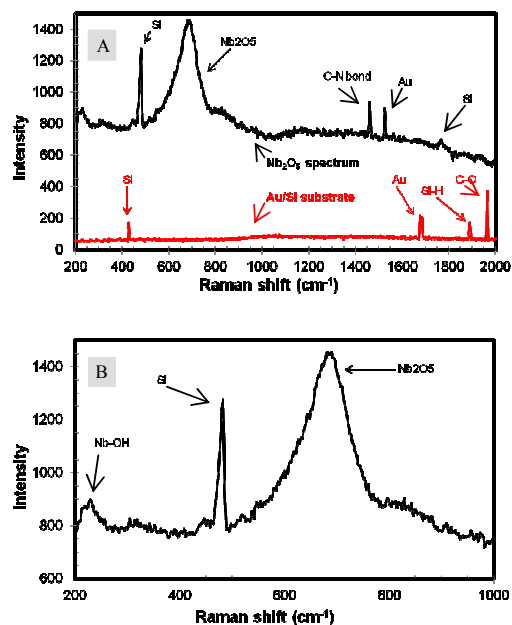 A
1400
1200
1000
800
600
400
200
0
Intensity
SI
Nb2O5
C-N bond
Au
SI
Nb₂O₅ spectrum
SI
Au/SI substrate
Au
SI-H
C-O
200 400 600 800 1000 1200 1400 1600 1800 2000
Raman shift (cm⁻¹)
B
1400
1200
1000
800
600
Intensity
SI
Nb2O5
Nb-OH
200 400 600 800 1000
Raman shift (cm⁻¹)